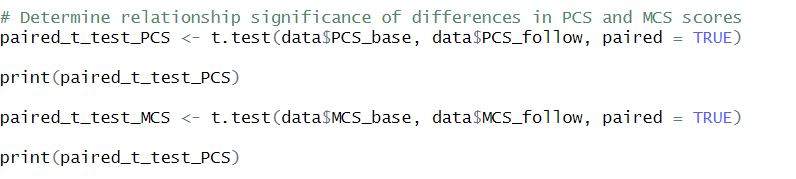 # Determine relationship significance of differences in PCS and MCS scores
paired_t_test_PCS <- t.test(data$PCS_base, data$PCS_follow, paired = TRUE)
print(paired_t_test_PCS)
paired_t_test_MCS <- t.test(data$MCS_base, data$MCS_follow, paired = TRUE)
print(paired_t_test_PCS)